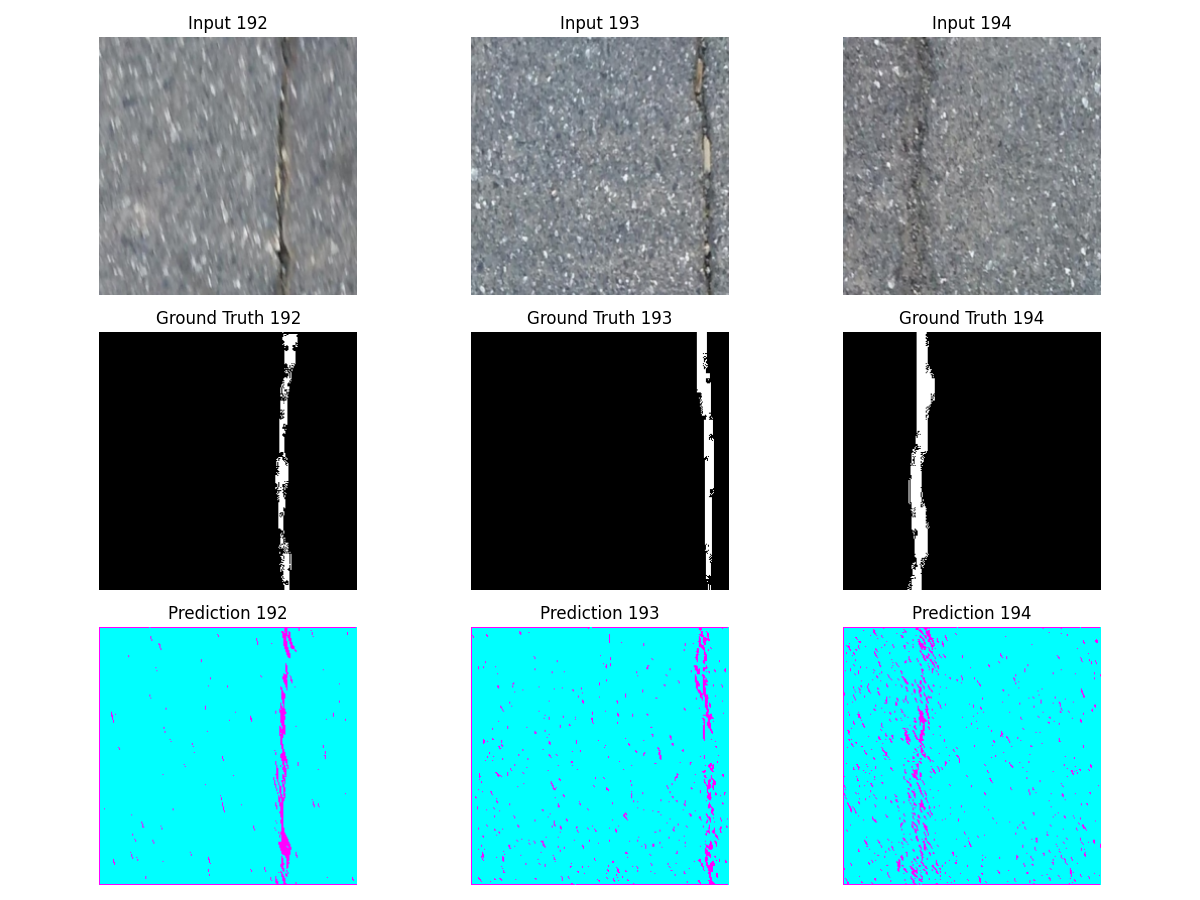 Input 192
Input 193
Input 194
Ground Truth 192
Ground Truth 193
Ground Truth 194
Prediction 192
Prediction 193
Prediction 194